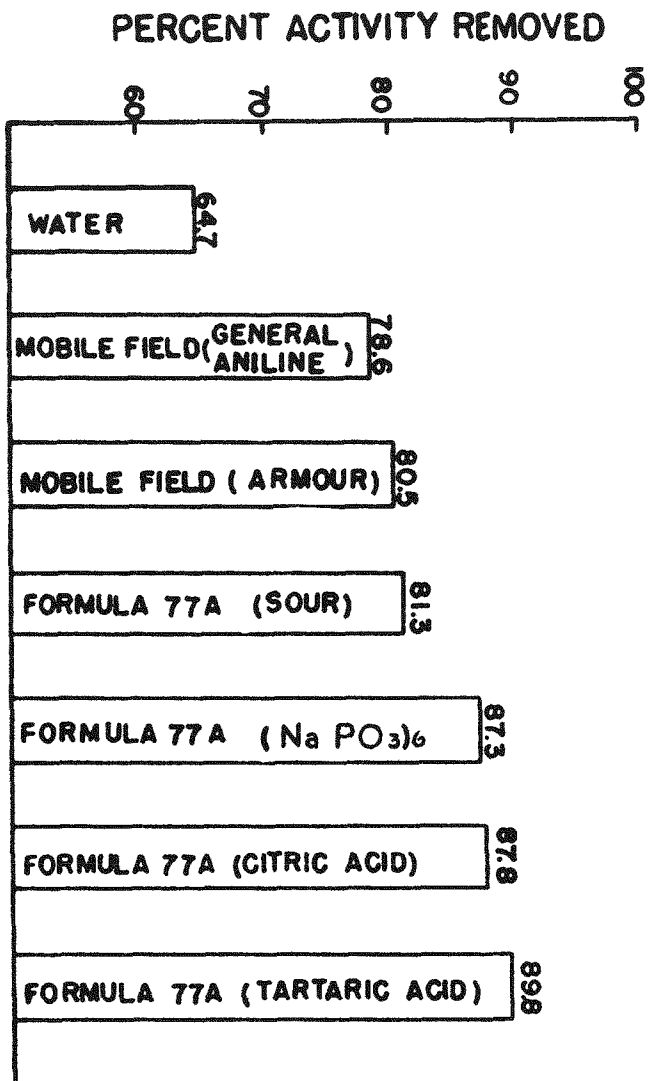 PERCENT ACTIVITY REMOVED
60
70
80
90
100
WATER
64.7
MOBILE FIELD (GENERAL
ANILINE)
78.6
MOBILE FIELD (ARMOUR)
80.5
FORMULA 77A (SOUR)
81.3
FORMULA 77A (Na PO3)6
87.3
FORMULA 77A (CITRIC ACID)
87.8
FORMULA 77A (TARTARIC ACID)
89.8